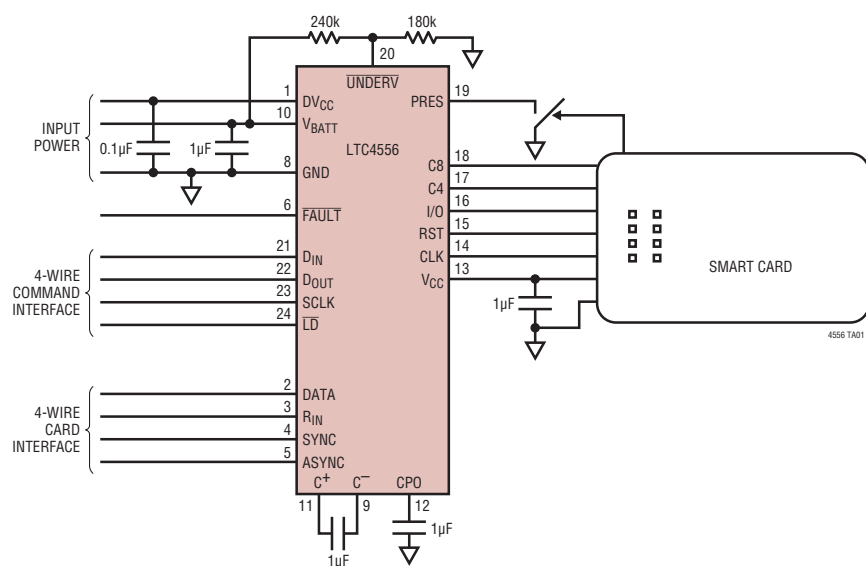 240k
180k
20
UNDERV
1
DVCC
PRES
19
10
VBATT
INPUT
POWER
0.1µF
1µF
LTC4556
8
GND
C8
18
C4
17
6
FAULT
I/O
16
RST
15
21
DIN
CLK
14
4-WIRE
COMMAND
INTERFACE
22
DOUT
VCC
13
23
SCLK
1µF
24
LD
SMART CARD
4556 TA01
2
DATA
4-WIRE
CARD
INTERFACE
3
RIN
4
SYNC
5
ASYNC
C+
C–
CPO
11
9
12
1µF
1µF